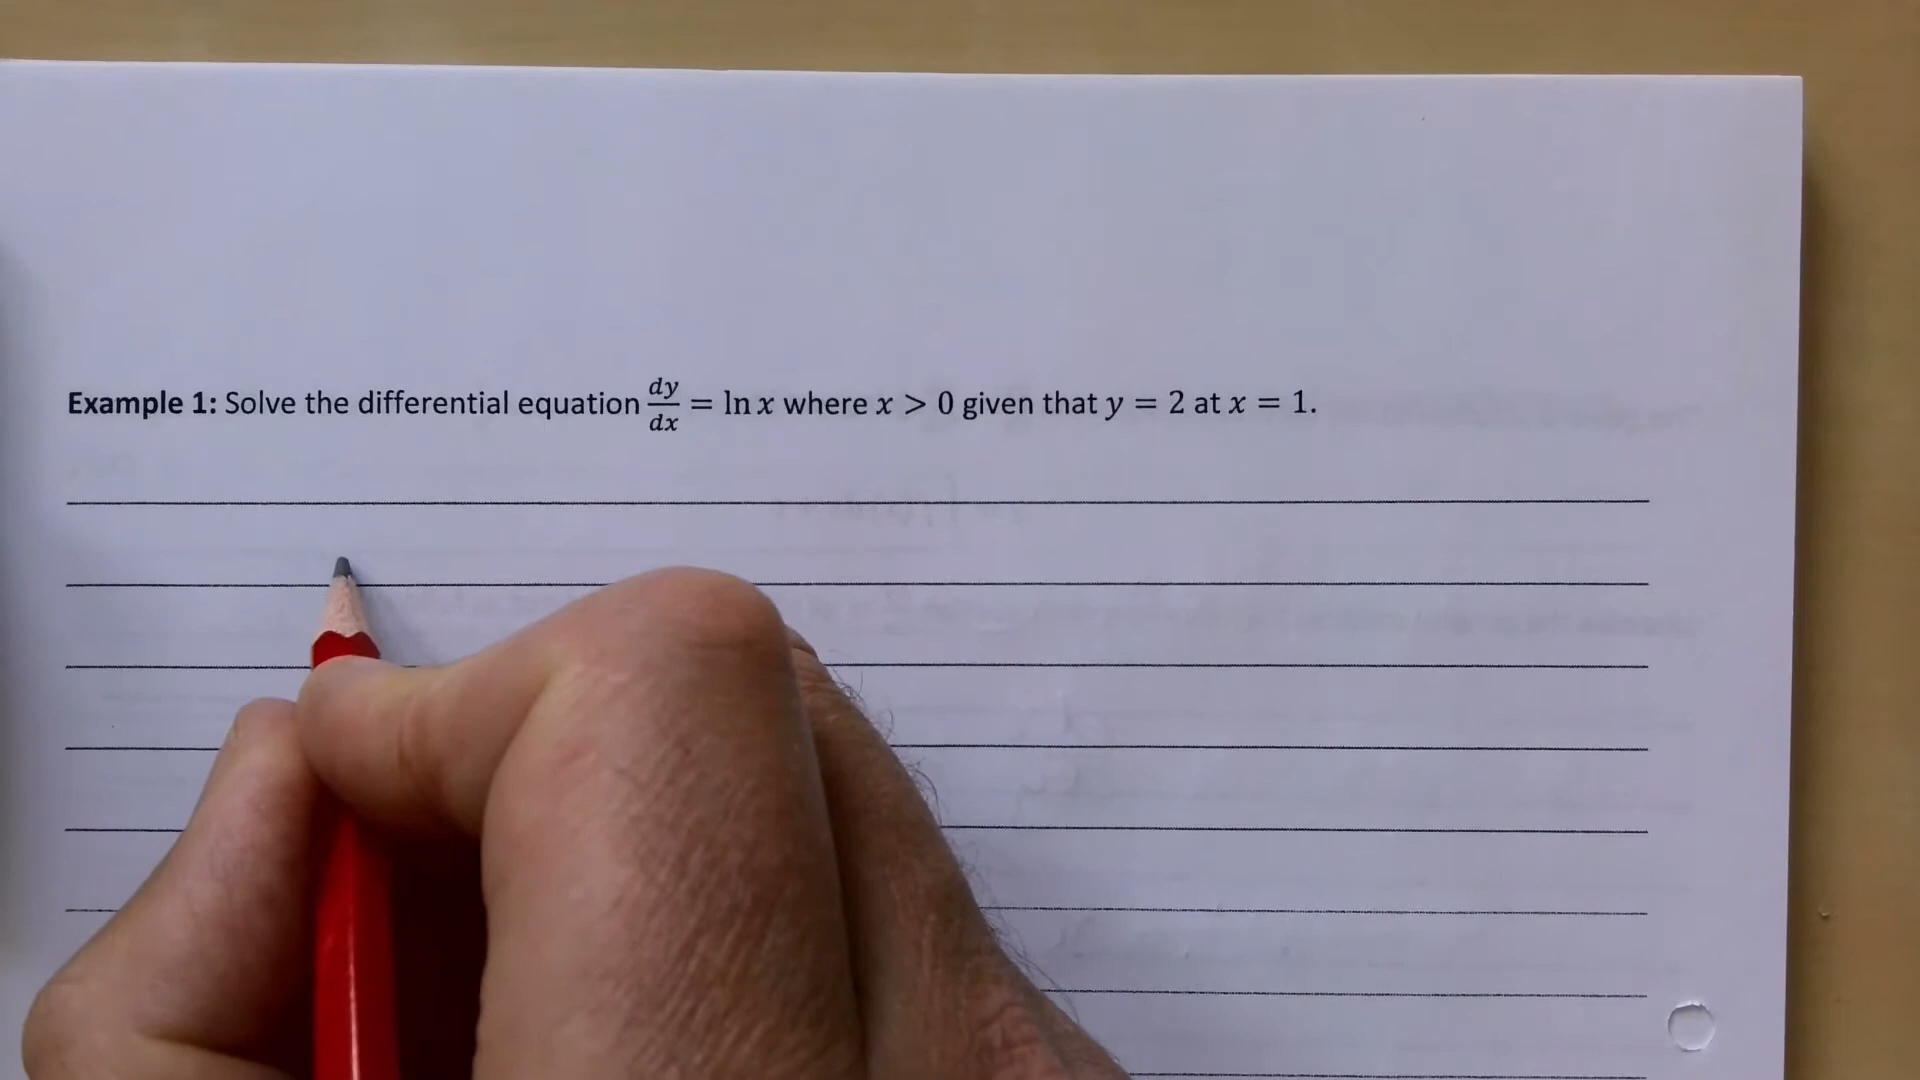 Example 1: Solve the differential equation dy/dx = ln x where x > 0 given that y = 2 at x = 1.